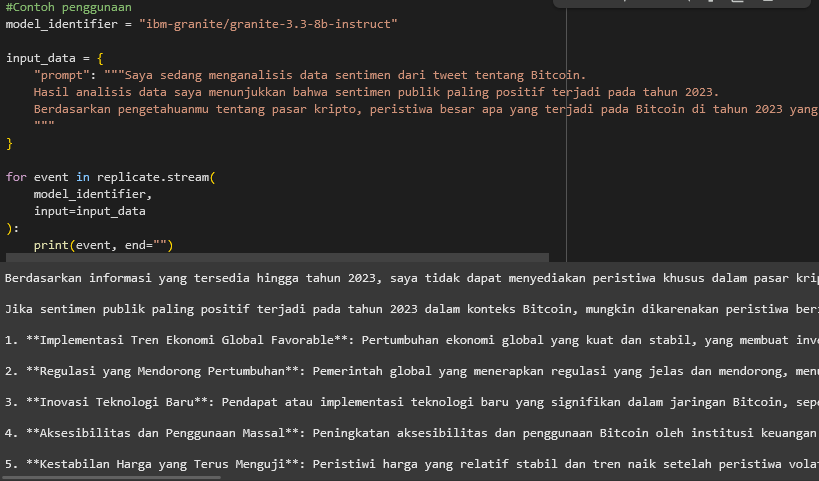 #Contoh penggunaan
model_identifier = "ibm-granite/granite-3.3-8b-instruct"
input_data = {
"prompt": """Saya sedang menganalisis data sentimen dari tweet tentang Bitcoin.
Hasil analisis data saya menunjukkan bahwa sentimen publik paling positif terjadi pada tahun 2023.
Berdasarkan pengetahuanmu tentang pasar kripto, peristiwa besar apa yang terjadi pada Bitcoin di tahun 2023 yang
"""
}
for event in replicate.stream(
model_identifier,
input=input_data
):
print(event, end="")
Berdasarkan informasi yang tersedia hingga tahun 2023, saya tidak dapat menyediakan peristiwa khusus dalam pasar krip
Jika sentimen publik paling positif terjadi pada tahun 2023 dalam konteks Bitcoin, mungkin dikarenakan peristiwa ber
1. **Implementasi Tren Ekonomi Global Favorable**: Pertumbuhan ekonomi global yang kuat dan stabil, yang membuat inv
2. **Regulasi yang Mendorong Pertumbuhan**: Pemerintah global yang menerapkan regulasi yang jelas dan mendorong, men
3. **Inovasi Teknologi Baru**: Pendapat atau implementasi teknologi baru yang signifikan dalam jaringan Bitcoin, sepe
4. **Aksesibilitas dan Penggunaan Massal**: Peningkatan aksesibilitas dan penggunaan Bitcoin oleh institusi keuangan
5. **Kestabilan Harga yang Terus Menguji**: Peristiwi harga yang relatif stabil dan tren naik setelah peristiwa vola